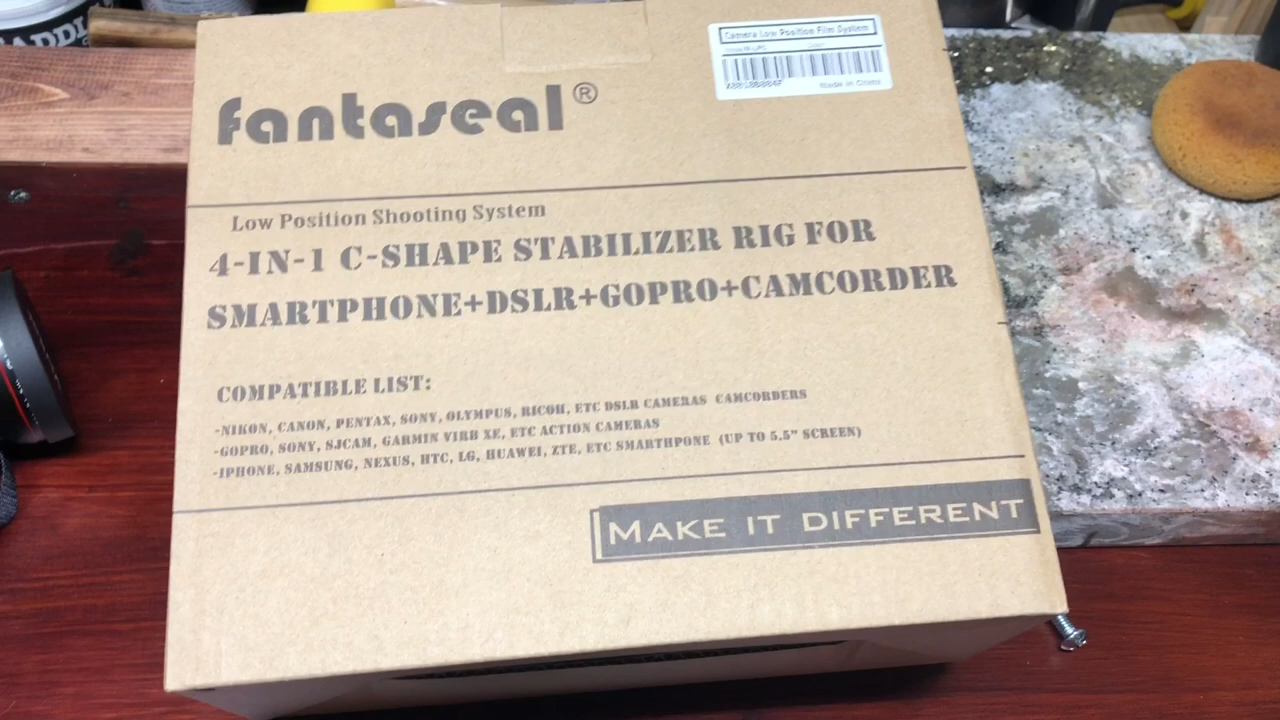 ADDL
Camera Low Position Film System
Made in China
fantaseal®
Low Position Shooting System
4-IN-1 C-SHAPE STABILIZER RIG FOR
SMARTPHONE+DSLR+GOPRO+CAMCORDER
COMPATIBLE LIST:
-NIKON, CANON, PENTAX, SONY, OLYMPUS, RICOH, ETC DSLR CAMERAS CAMCORDERS
-GOPRO, SONY, SJCAM, GARMIN VIRB XE, ETC ACTION CAMERAS
-IPHONE, SAMSUNG, NEXUS, HTC, LG, HUAWEI, ZTE, ETC SMARTHPONE (UP TO 5.5" SCREEN)
MAKE IT DIFFERENT